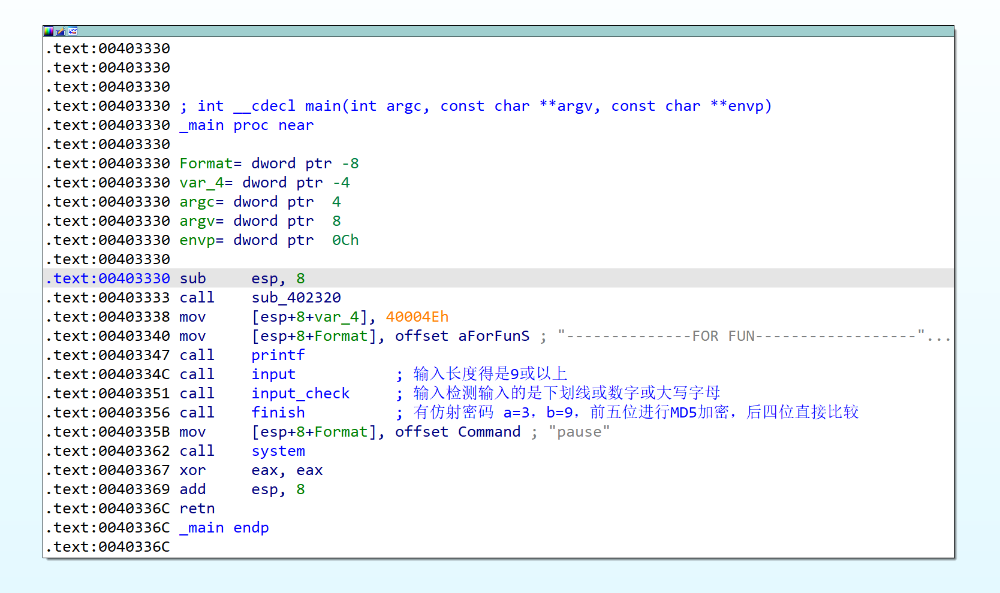 .text:00403330
.text:00403330
.text:00403330
.text:00403330 ; int __cdecl main(int argc, const char **argv, const char **envp)
.text:00403330 _main proc near
.text:00403330
.text:00403330 Format= dword ptr -8
.text:00403330 var_4= dword ptr -4
.text:00403330 argc= dword ptr  4
.text:00403330 argv= dword ptr  8
.text:00403330 envp= dword ptr  0Ch
.text:00403330
.text:00403330 sub     esp, 8
.text:00403333 call    sub_402320
.text:00403338 mov     [esp+8+var_4], 40004Eh
.text:00403340 mov     [esp+8+Format], offset aForFunS ; "--------------FOR FUN------------------"...
.text:00403347 call    printf
.text:0040334C call    input           ; 输入长度得是9或以上
.text:00403351 call    input_check     ; 输入检测输入的是下划线或数字或大写字母
.text:00403356 call    finish          ; 有仿射密码 a=3，b=9，前五位进行MD5加密，后四位直接比较
.text:0040335B mov     [esp+8+Format], offset Command ; "pause"
.text:00403362 call    system
.text:00403367 xor     eax, eax
.text:00403369 add     esp, 8
.text:0040336C retn
.text:0040336C _main endp
.text:0040336C